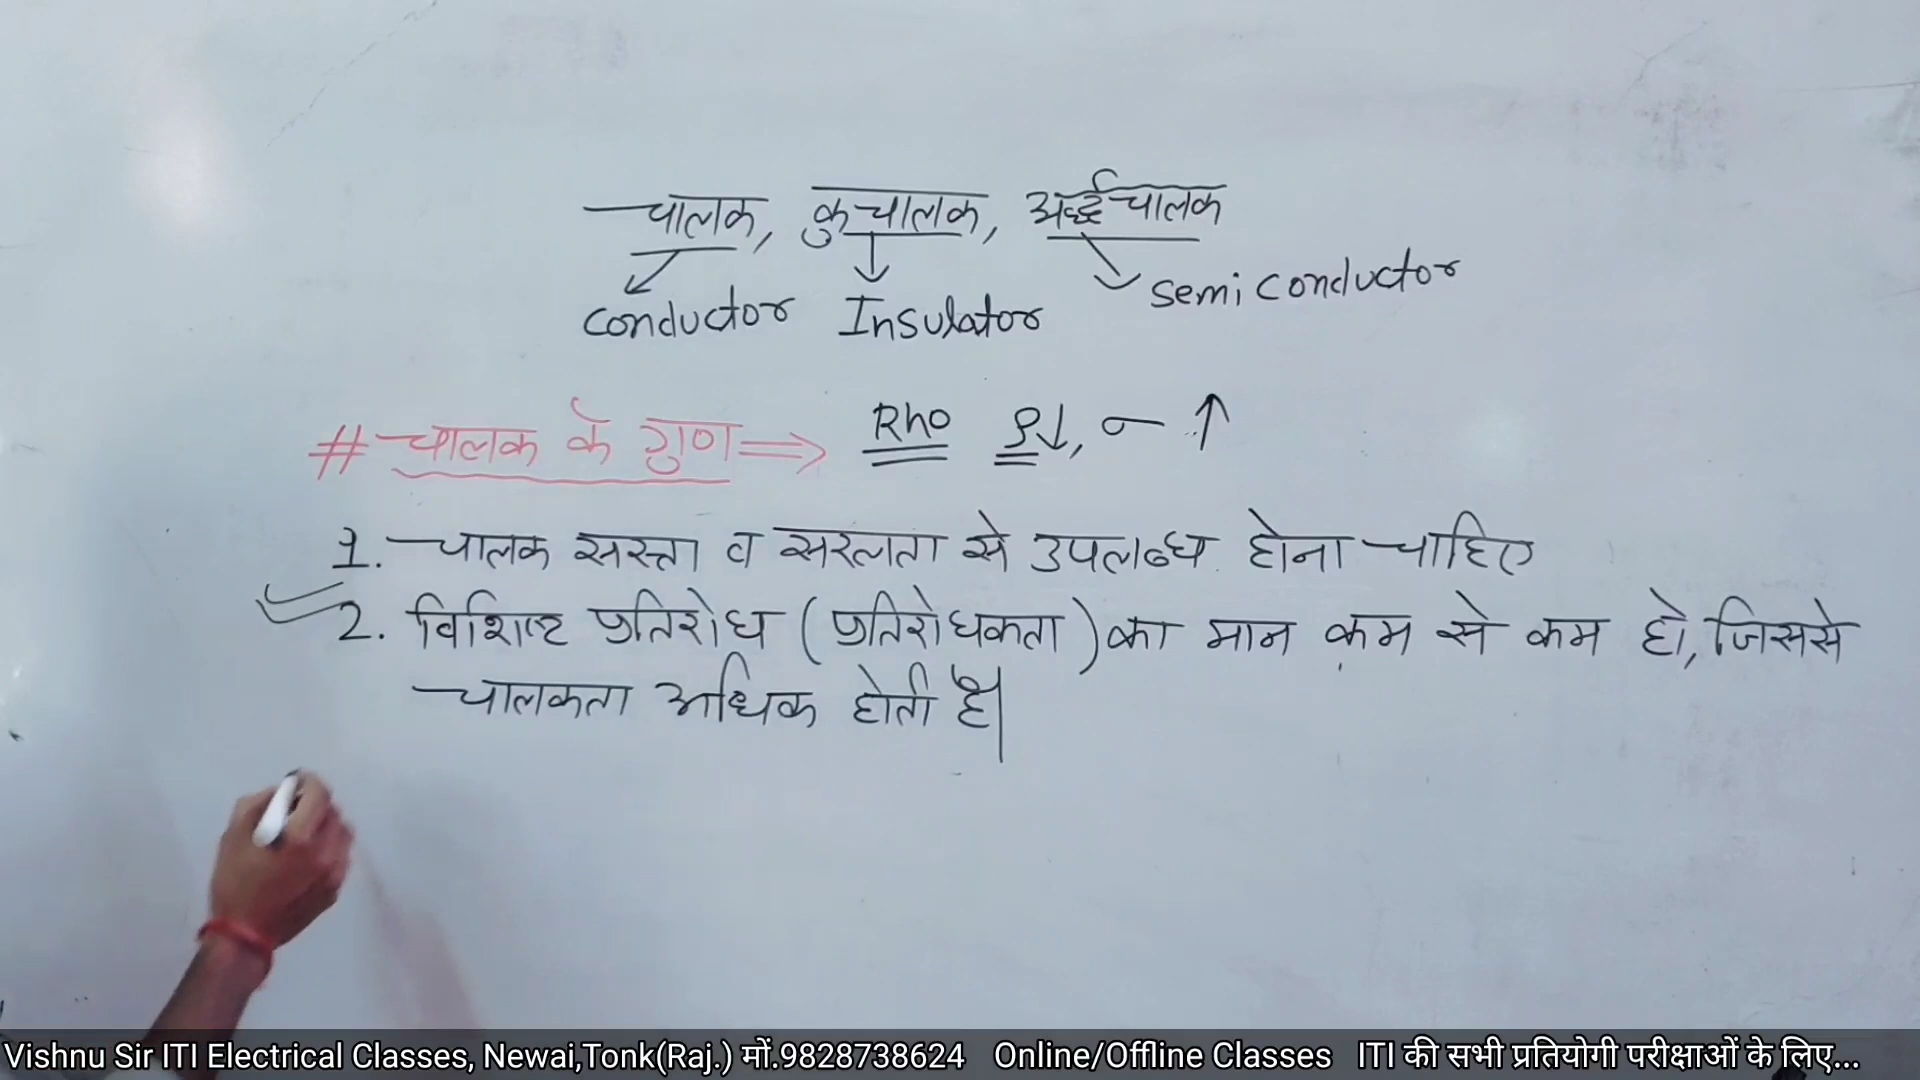 चालक, कुचालक, अर्द्धचालक
conductor Insulator semiconductor
# चालक के गुण ⇒ Rho ρ↓, σ ↑
1. चालक सस्ता व सरलता से उपलब्ध होना चाहिए
2. विशिष्ट प्रतिरोध (प्रतिरोधकता) का मान कम से कम हो, जिससे
चालकता अधिक होती है।
Vishnu Sir ITI Electrical Classes, Newai,Tonk(Raj.) मों.9828738624 Online/Offline Classes ITI की सभी प्रतियोगी परीक्षाओं के लिए...